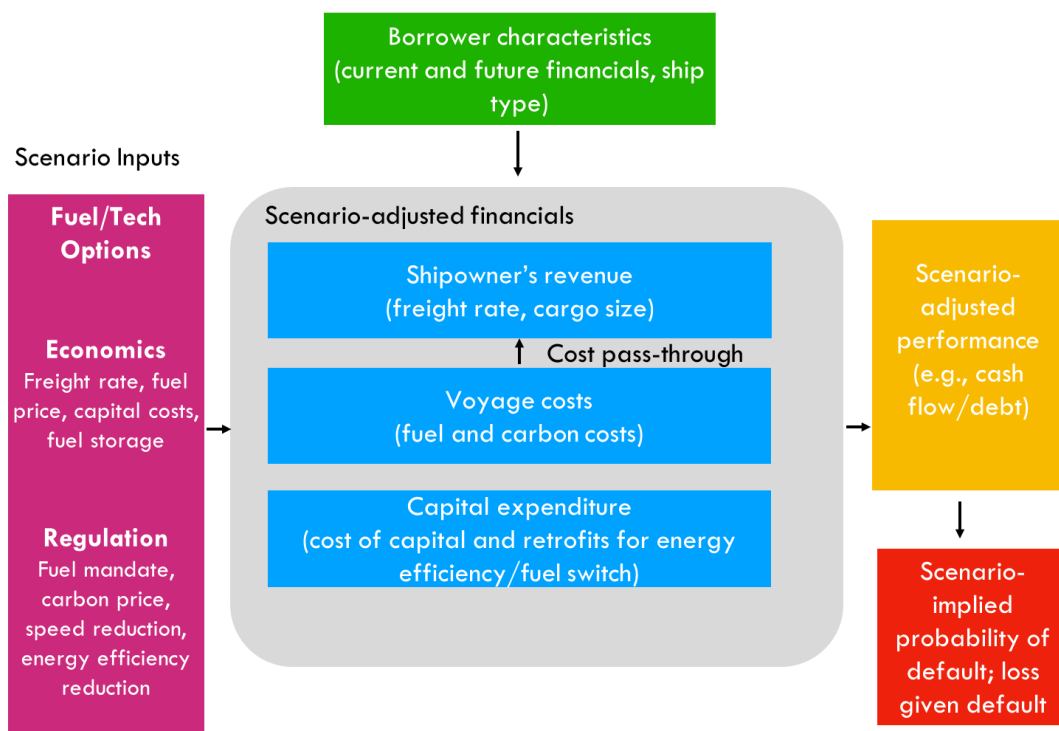 Borrower characteristics
(current and future financials, ship
type)
Scenario Inputs
Fuel/Tech
Options
Economics
Freight rate, fuel
price, capital costs,
fuel storage
Regulation
Fuel mandate,
carbon price,
speed reduction,
energy efficiency
reduction
Scenario-adjusted financials
Shipowner's revenue
(freight rate, cargo size)
Cost pass-through
Voyage costs
(fuel and carbon costs)
Capital expenditure
(cost of capital and retrofits for energy
efficiency/fuel switch)
Scenario-
adjusted
performance
(e.g., cash
flow/debt)
Scenario-
implied
probability of
default; loss
given default